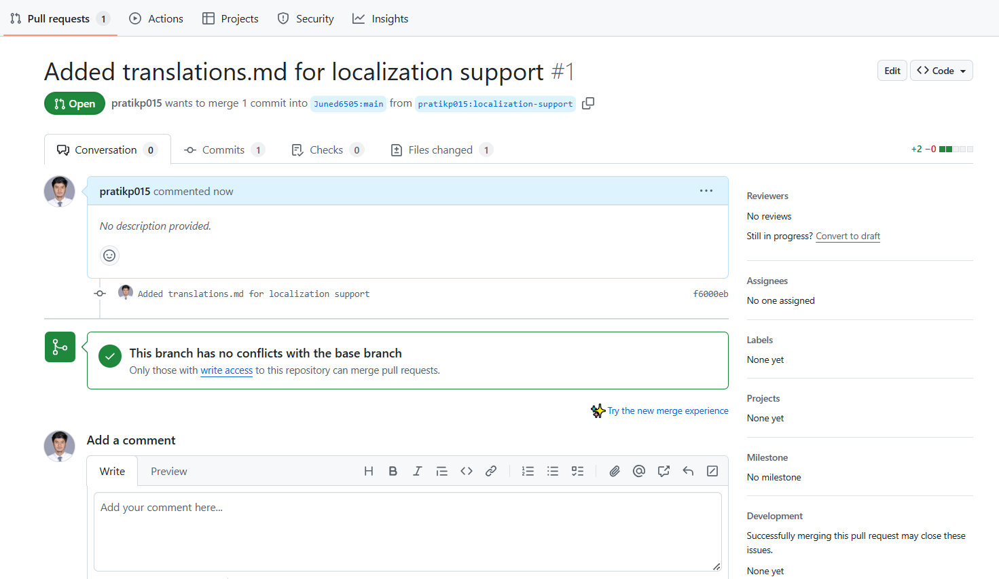 Pull requests 1 Actions Projects Security Insights
Added translations.md for localization support #1
Edit Code
Open pratikp015 wants to merge 1 commit into Juned6505:main from pratikp015:localization-support
Conversation 0 Commits 1 Checks 0 Files changed 1 +2 −0
pratikp015 commented now
No description provided.
Added translations.md for localization support f6000eb
This branch has no conflicts with the base branch
Only those with write access to this repository can merge pull requests.
Try the new merge experience
Add a comment
Write Preview
Add your comment here...
Reviewers
No reviews
Still in progress? Convert to draft
Assignees
No one assigned
Labels
None yet
Projects
None yet
Milestone
No milestone
Development
Successfully merging this pull request may close these
issues.
None yet